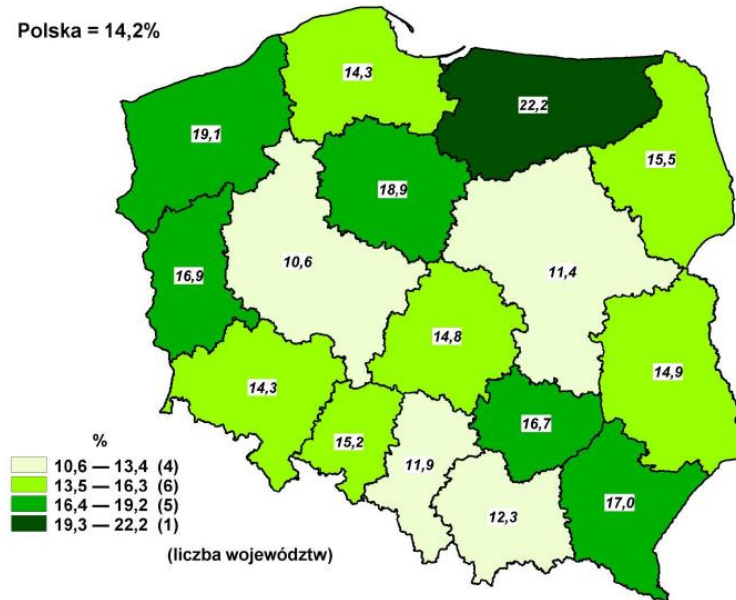 Polska = 14,2%
14,3
22,2
19,1
15,5
18,9
10,6
11,4
16,9
14,8
14,3
14,9
15,2
16,7
11,9
12,3
17,0
%
10,6 — 13,4 (4)
13,5 — 16,3 (6)
16,4 — 19,2 (5)
19,3 — 22,2 (1)
(liczba województw)